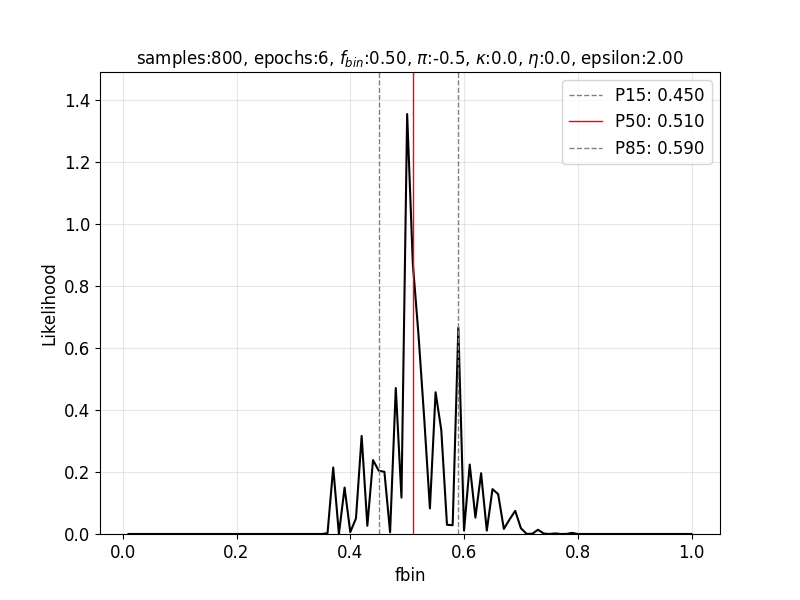 samples:800, epochs:6, f_bin:0.50, π:-0.5, κ:0.0, η:0.0, epsilon:2.00
P15: 0.450
P50: 0.510
P85: 0.590
1.4
1.2
1.0
0.8
0.6
0.4
0.2
0.0
Likelihood
0.0 0.2 0.4 0.6 0.8 1.0
fbin